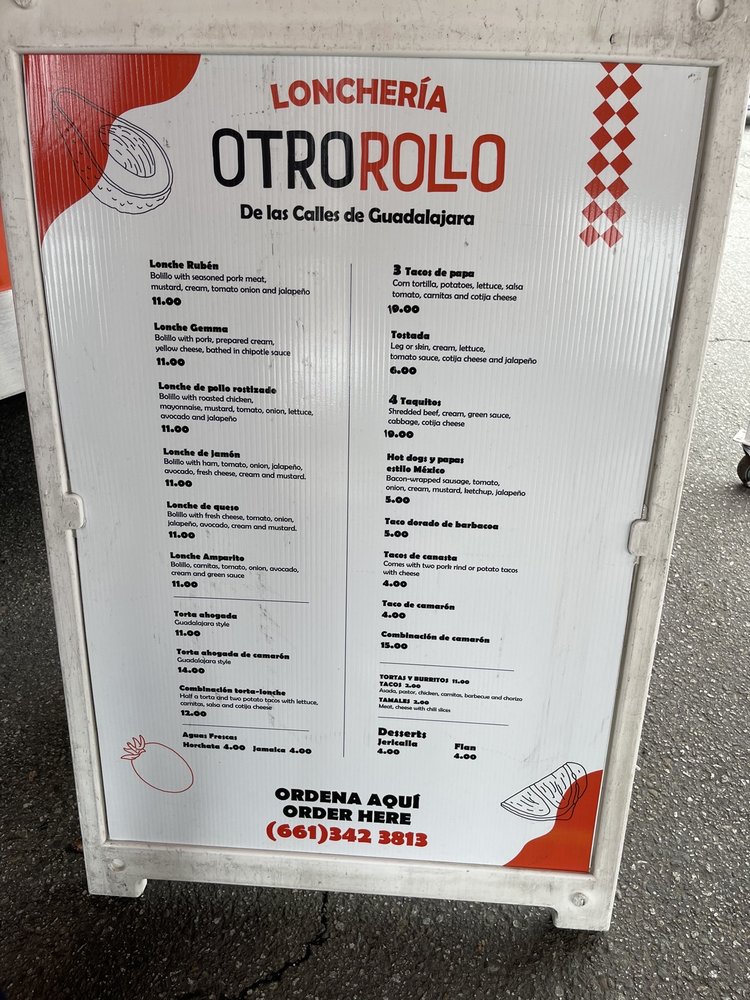 LONCHERÍA
OTROROLLO
De las Calles de Guadalajara
Lonche Rubén
Bolillo with seasoned pork meat,
mustard, cream, tomato onion and jalapeño
11.00
Lonche Gemma
Bolillo with pork, prepared cream,
yellow cheese, bathed in chipotle sauce
11.00
Lonche de pollo rostizado
Bolillo with roasted chicken,
mayonnaise, mustard, tomato, onion, lettuce,
avocado and jalapeño
11.00
Lonche de jamón
Bolillo with ham, tomato, onion, jalapeño,
avocado, fresh cheese, cream and mustard.
11.00
Lonche de queso
Bolillo with fresh cheese, tomato, onion,
jalapeño, avocado, cream and mustard.
11.00
Lonche Amparito
Bolillo, carnitas, tomato, onion, avocado,
cream and green sauce
11.00
Torta ahogada
Guadalajara style
11.00
Torta ahogada de camarón
Guadalajara style
14.00
Combinación torta-lonche
Half a torta and two potato tacos with lettuce,
carnitas, salsa and cotija cheese
12.00
Aguas Frescas
Horchata 4.00 Jamaica 4.00
3 Tacos de papa
Corn tortilla, potatoes, lettuce, salsa
tomato, carnitas and cotija cheese
10.00
Tostada
Leg or skin, cream, lettuce,
tomato sauce, cotija cheese and jalapeño
6.00
4 Taquitos
Shredded beef, cream, green sauce,
cabbage, cotija cheese
10.00
Hot dogs y papas
estilo México
Bacon-wrapped sausage, tomato,
onion, cream, mustard, ketchup, jalapeño
5.00
Taco dorado de barbacoa
5.00
Tacos de canasta
Comes with two pork rind or potato tacos
with cheese
4.00
Taco de camarón
4.00
Combinación de camarón
15.00
TORTAS Y BURRITOS 11.00
TACOS 2.00
Asada, pastor, chicken, carnitas, barbecue and chorizo
TAMALES 2.00
Meat, cheese with chili slices
Desserts
Jericalla Flan
4.00 4.00
ORDENA AQUÍ
ORDER HERE
(661)342 3813